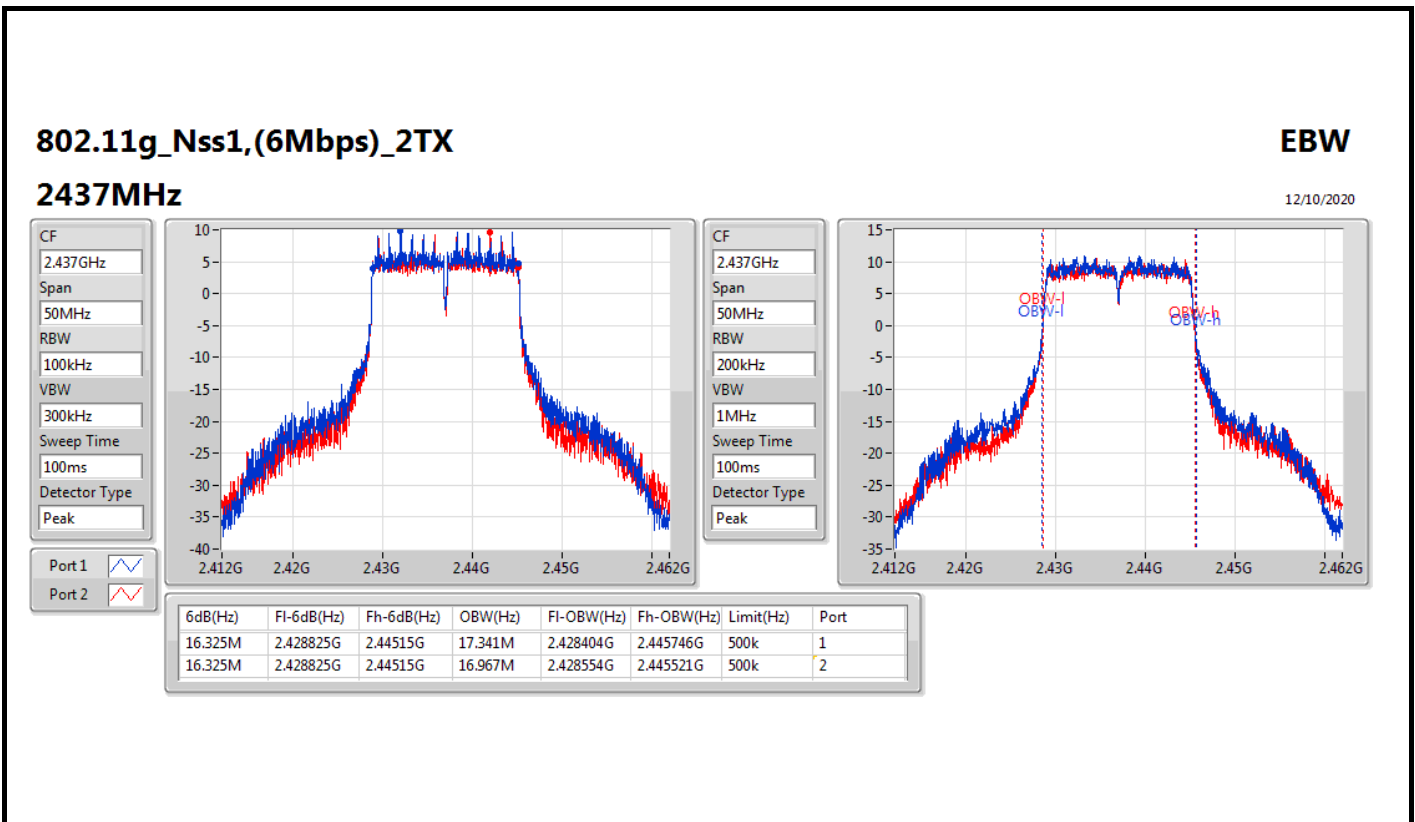 802.11g_Nss1,(6Mbps)_2TX EBW
2437MHz 12/10/2020
CF
2.437GHz
Span
50MHz
RBW
100kHz
VBW
300kHz
Sweep Time
100ms
Detector Type
Peak
Port 1
Port 2
10
5
0
-5
-10
-15
-20
-25
-30
-35
-40
2.412G 2.42G 2.43G 2.44G 2.45G 2.462G
CF
2.437GHz
Span
50MHz
RBW
200kHz
VBW
1MHz
Sweep Time
100ms
Detector Type
Peak
15
10
5
0
-5
-10
-15
-20
-25
-30
-35
OBW-l OBW-h
OBW-l OBW-h
2.412G 2.42G 2.43G 2.44G 2.45G 2.462G
6dB(Hz) Fl-6dB(Hz) Fh-6dB(Hz) OBW(Hz) Fl-OBW(Hz) Fh-OBW(Hz) Limit(Hz) Port
16.325M 2.428825G 2.44515G 17.341M 2.428404G 2.445746G 500k 1
16.325M 2.428825G 2.44515G 16.967M 2.428554G 2.445521G 500k 2